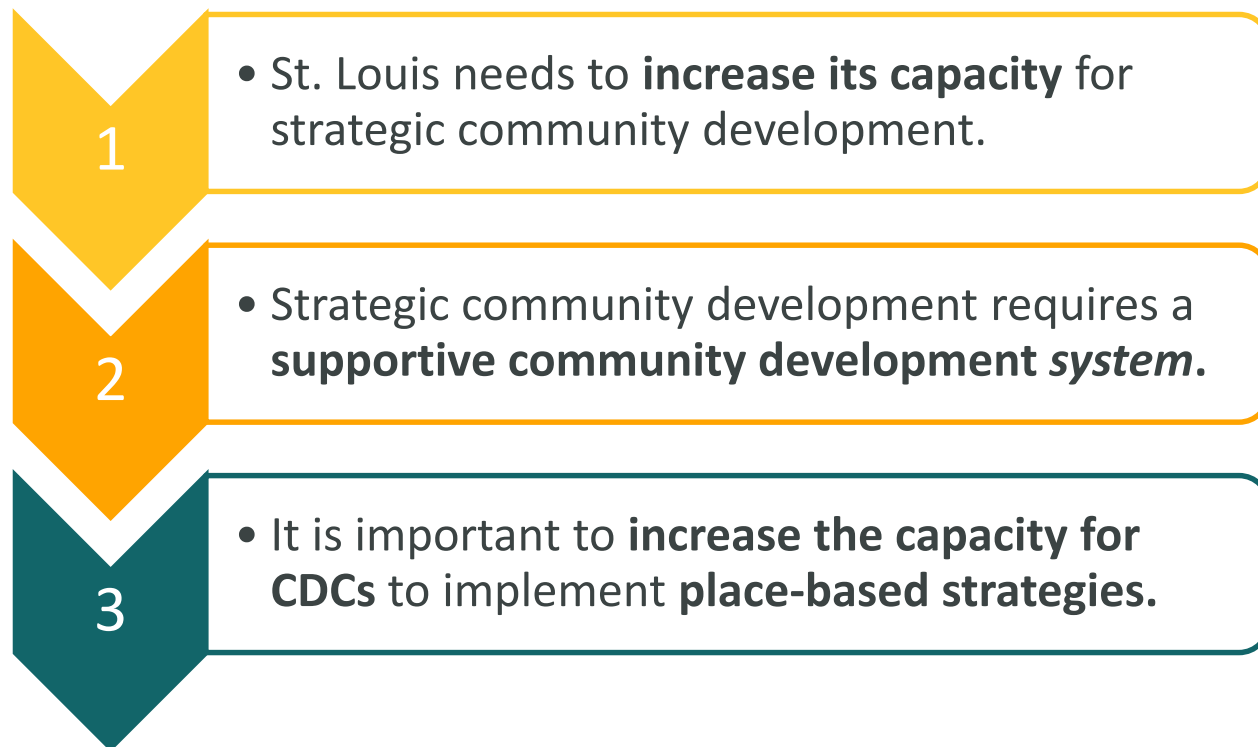 1
• St. Louis needs to increase its capacity for
strategic community development.
2
• Strategic community development requires a
supportive community development system.
3
• It is important to increase the capacity for
CDCs to implement place-based strategies.